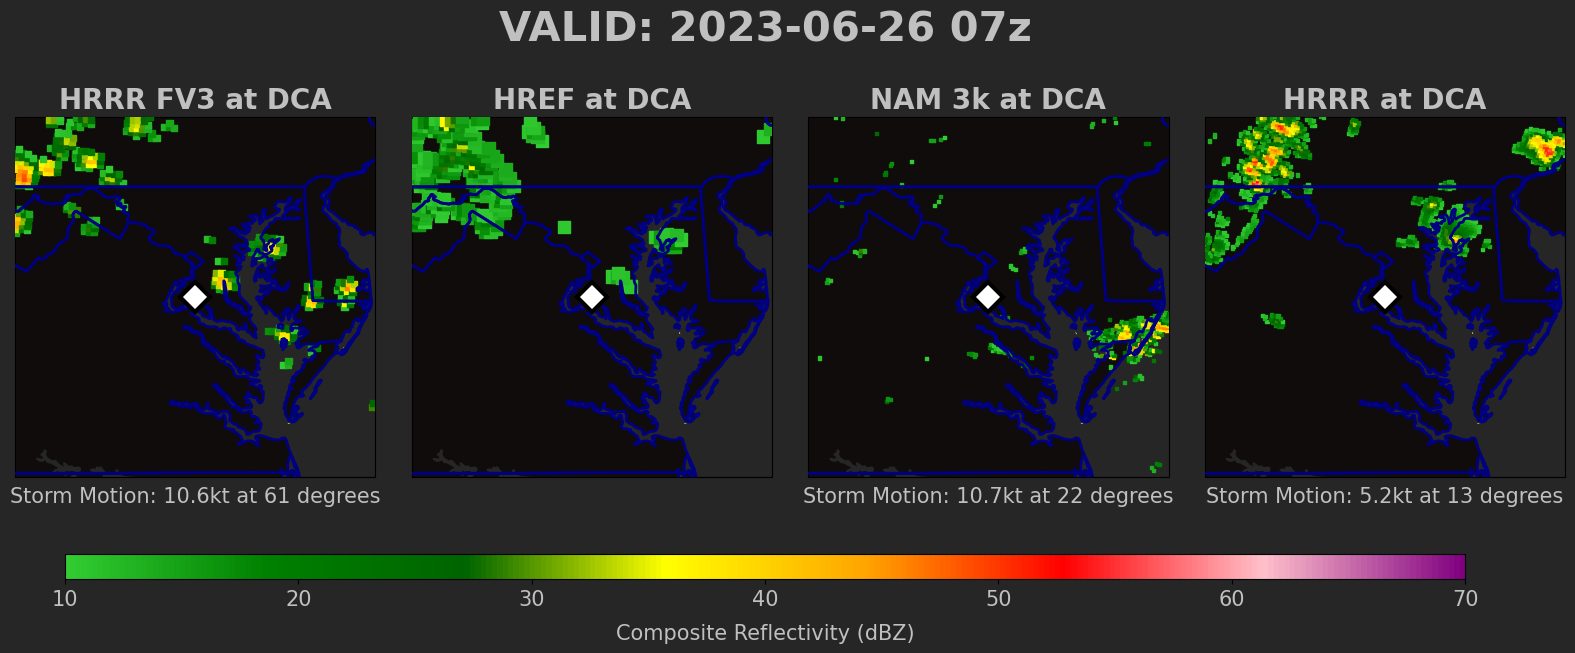 VALID: 2023-06-26 07z
HRRR FV3 at DCA
HREF at DCA
NAM 3k at DCA
HRRR at DCA
Storm Motion: 10.6kt at 61 degrees
Storm Motion: 10.7kt at 22 degrees
Storm Motion: 5.2kt at 13 degrees
10 20 30 40 50 60 70
Composite Reflectivity (dBZ)